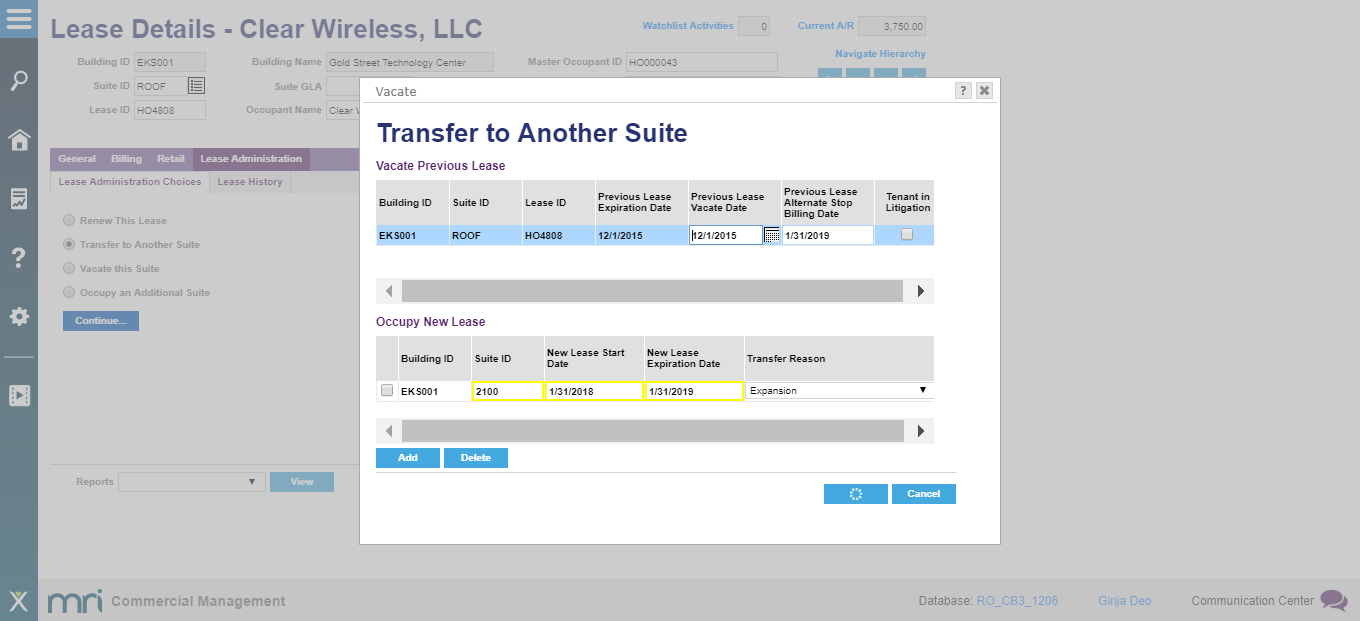 Lease Details - Clear Wireless, LLC
Watchlist Activities 0
Current A/R 3,750.00
Navigate Hierarchy
Building ID EKS001
Building Name Gold Street Technology Center
Master Occupant ID HO000043
Suite ID ROOF
Suite GLA
Lease ID HO4808
Occupant Name Clear
General Billing Retail Lease Administration
Lease Administration Choices Lease History
Renew This Lease
Transfer to Another Suite
Vacate this Suite
Occupy an Additional Suite
Continue...
Reports
View
Vacate
?
Transfer to Another Suite
Vacate Previous Lease
Building ID Suite ID Lease ID Previous Lease Expiration Date Previous Lease Vacate Date Previous Lease Alternate Stop Billing Date Tenant in Litigation
EKS001 ROOF HO4808 12/1/2015 12/1/2015 1/31/2019
Occupy New Lease
Building ID Suite ID New Lease Start Date New Lease Expiration Date Transfer Reason
EKS001 2100 1/31/2018 1/31/2019 Expansion
Add Delete
Cancel
mri Commercial Management
Database: RO_CB3_1206
Girija Deo
Communication Center